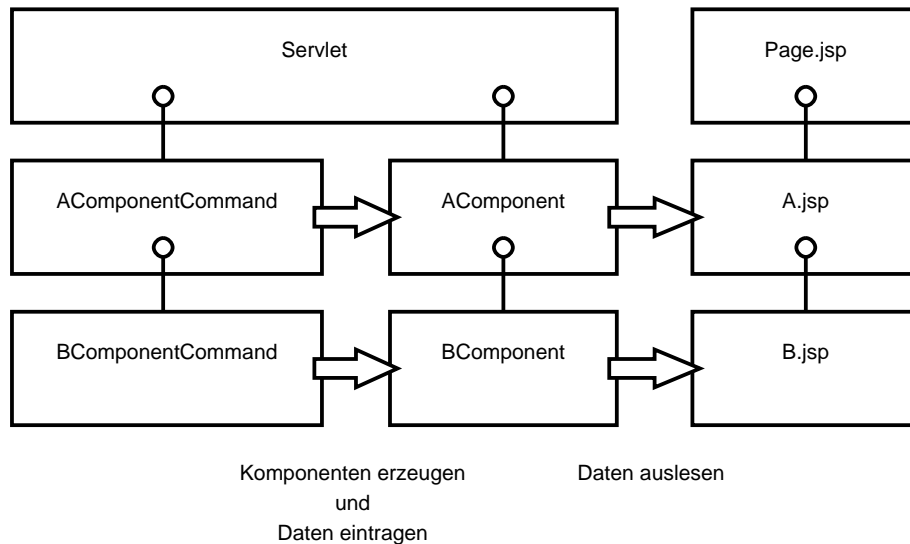 Servlet
Page.jsp
AComponentCommand
AComponent
A.jsp
BComponentCommand
BComponent
B.jsp
Komponenten erzeugen
und
Daten eintragen
Daten auslesen